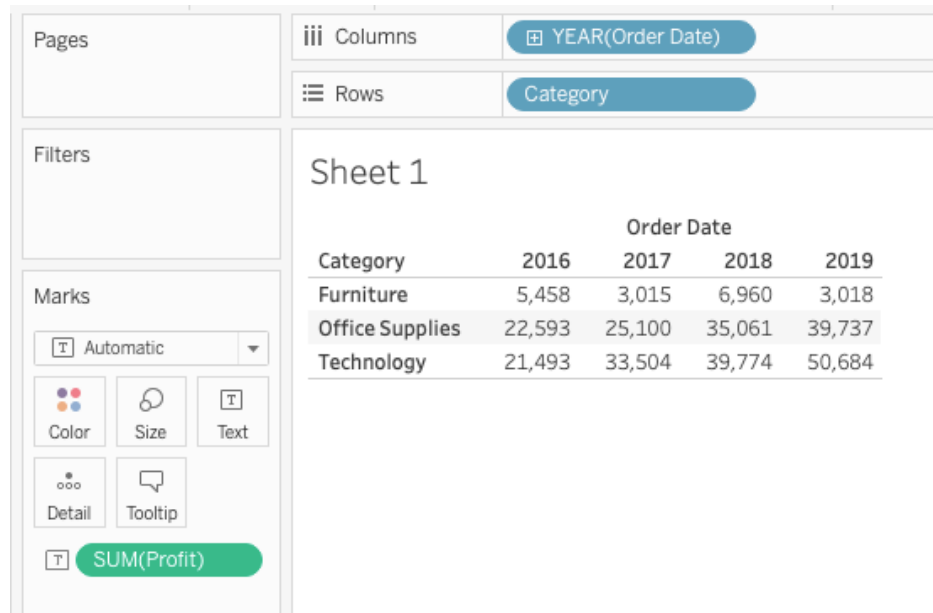 Pages
Columns
YEAR(Order Date)
Rows
Category
Filters
Sheet 1
Order Date
Category 2016 2017 2018 2019
Furniture 5,458 3,015 6,960 3,018
Office Supplies 22,593 25,100 35,061 39,737
Technology 21,493 33,504 39,774 50,684
Marks
T Automatic
Color Size T Text
Detail Tooltip
T SUM(Profit)